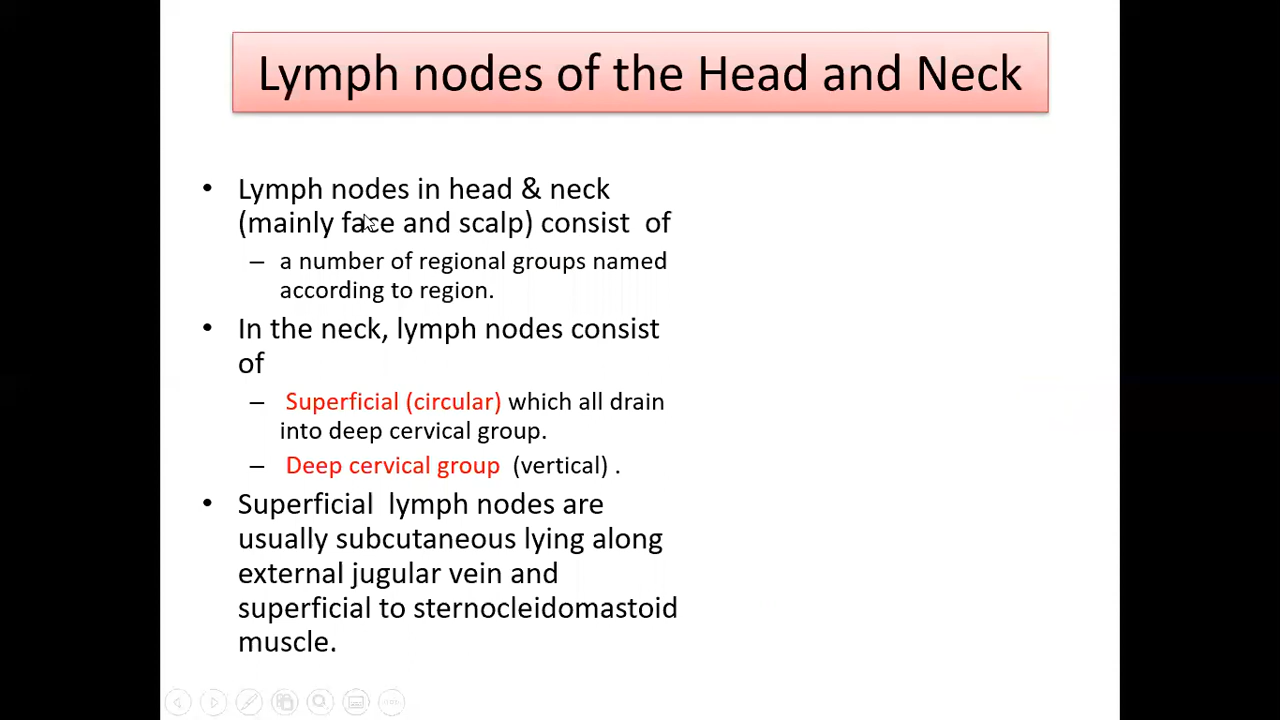 Lymph nodes of the Head and Neck
• Lymph nodes in head & neck
(mainly face and scalp) consist of
– a number of regional groups named
according to region.
• In the neck, lymph nodes consist
of
– Superficial (circular) which all drain
into deep cervical group.
– Deep cervical group (vertical) .
• Superficial lymph nodes are
usually subcutaneous lying along
external jugular vein and
superficial to sternocleidomastoid
muscle.